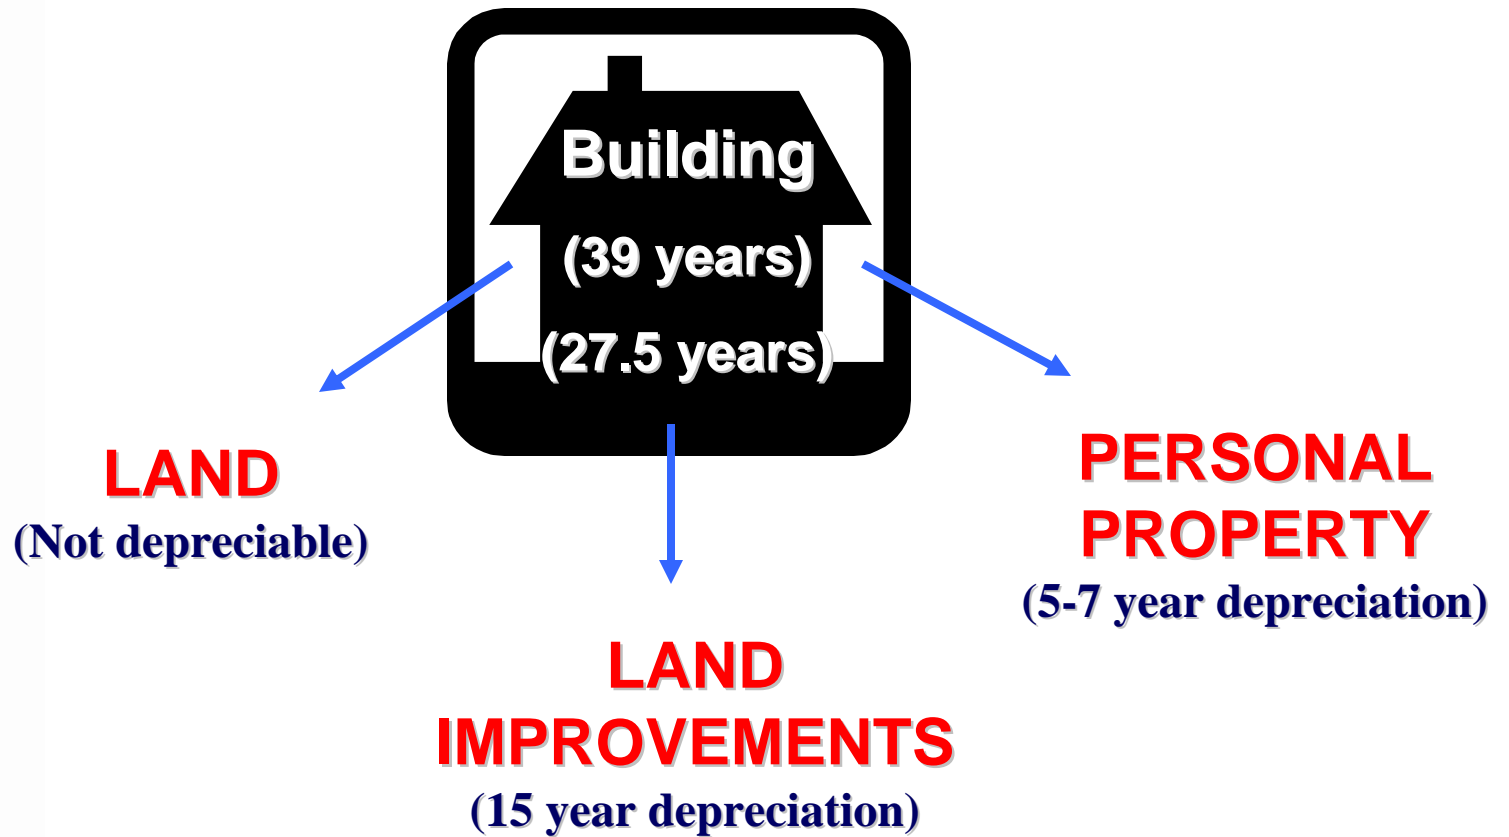 Building
(39 years)
(27.5 years)
LAND
(Not depreciable)
LAND
IMPROVEMENTS
(15 year depreciation)
PERSONAL
PROPERTY
(5-7 year depreciation)